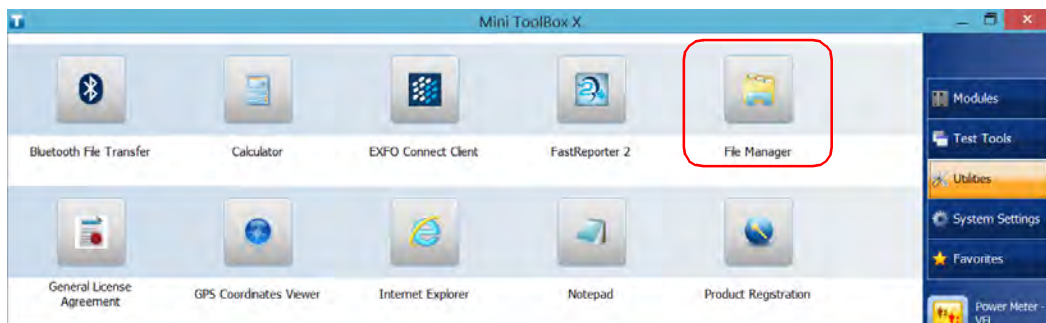 Mini ToolBox X
Bluetooth File Transfer
Calculator
EXFO Connect Client
FastReporter 2
File Manager
General License
Agreement
GPS Coordinates Viewer
Internet Explorer
Notepad
Product Registration
Modules
Test Tools
Utilities
System Settings
Favorites
Power Meter -
VFL